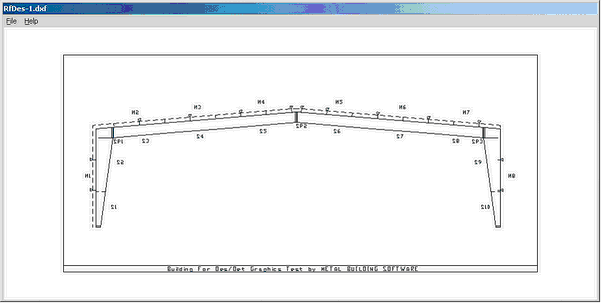 RfDes-1.dxf
File Help
M2 M3 M4 M5 M6 M7
SP1 S3 S4 S5 SP2 S6 S7 S8 SP3
S2 S9
M1 M8
S1 S10
Building For Des/Det Graphics Test by METAL BUILDING SOFTWARE